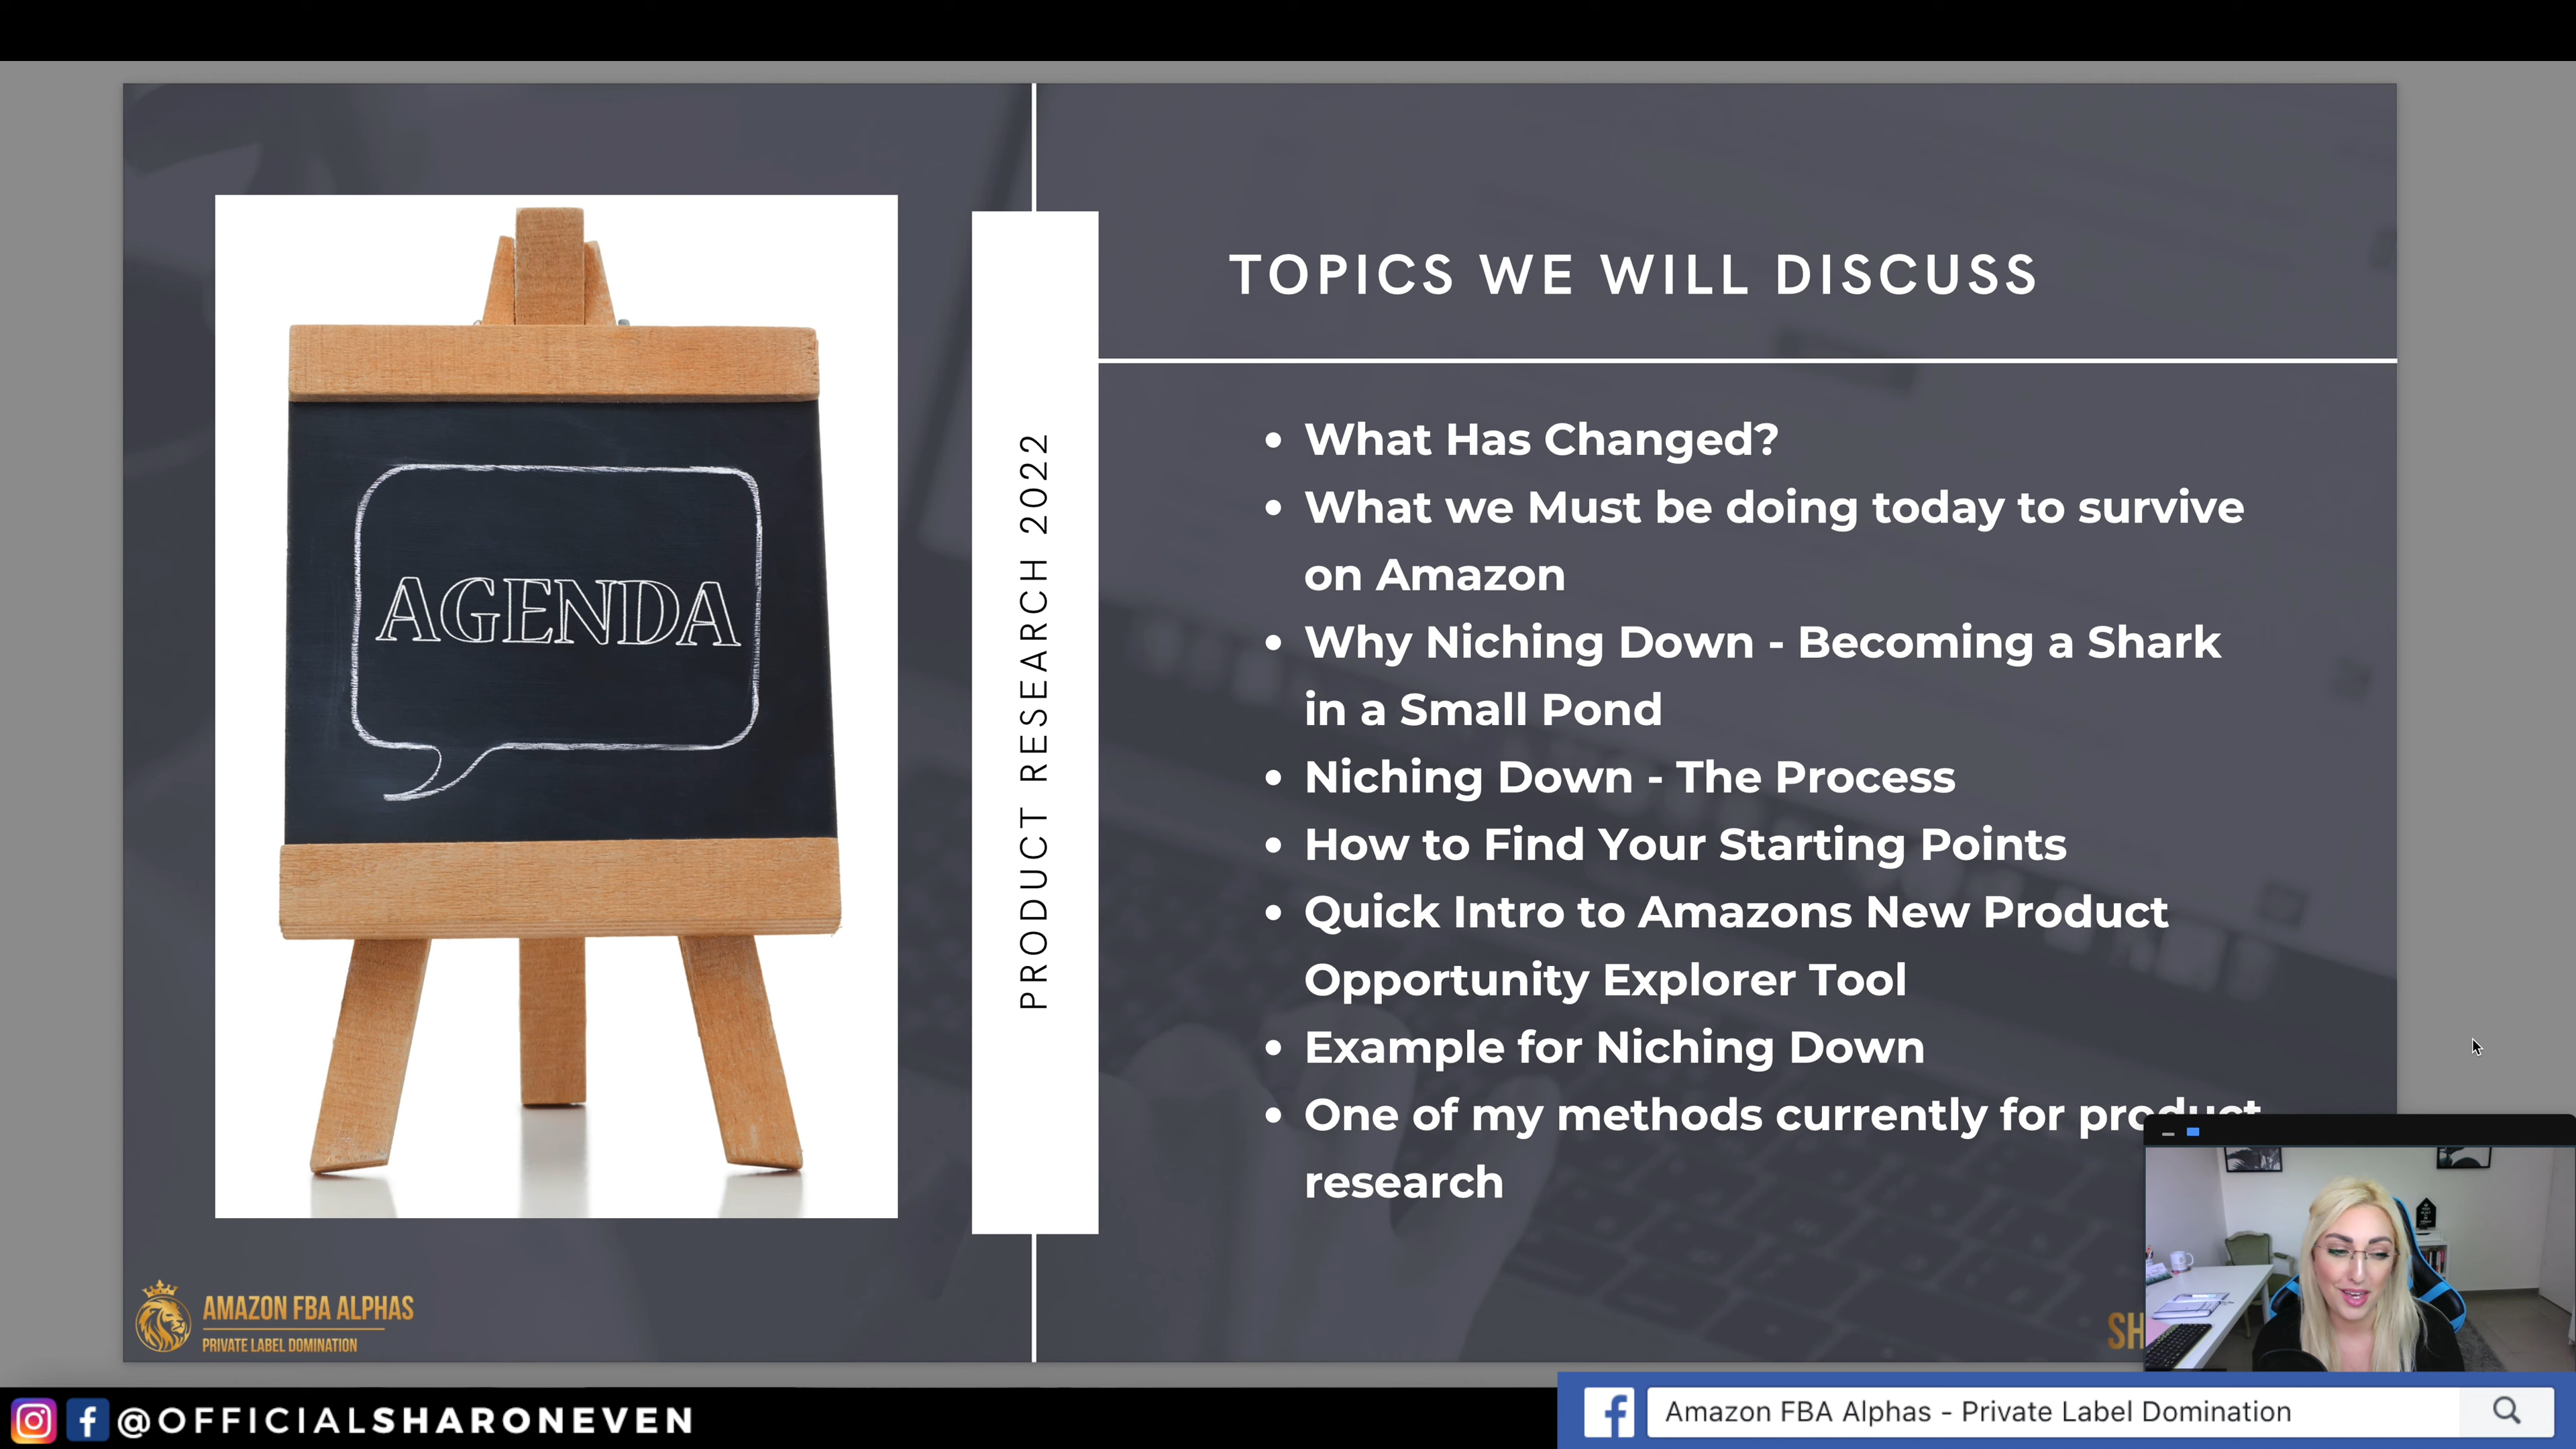 AGENDA
PRODUCT RESEARCH 2022
TOPICS WE WILL DISCUSS
• What Has Changed?
• What we Must be doing today to survive
on Amazon
• Why Niching Down - Becoming a Shark
in a Small Pond
• Niching Down - The Process
• How to Find Your Starting Points
• Quick Intro to Amazons New Product
Opportunity Explorer Tool
• Example for Niching Down
• One of my methods currently for product
research
AMAZON FBA ALPHAS
PRIVATE LABEL DOMINATION
@OFFICIALSHARONEVEN
Amazon FBA Alphas - Private Label Domination